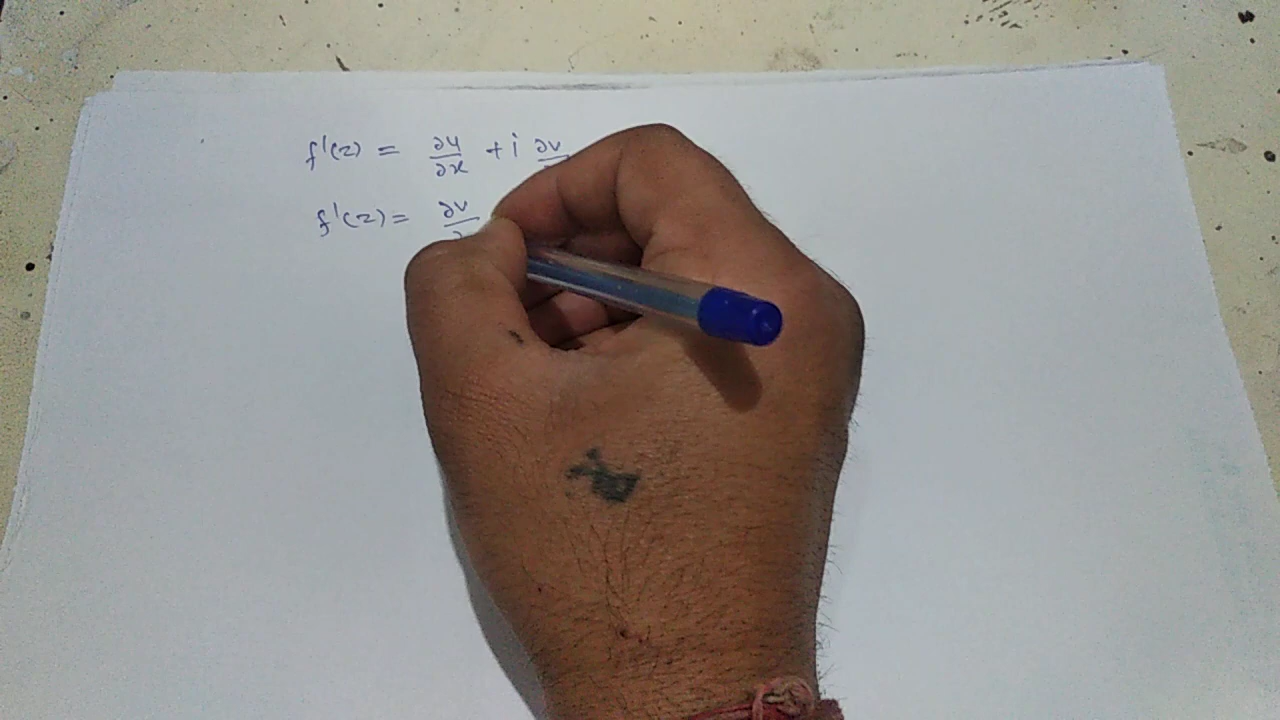 f'(z) = ∂u/∂x + i ∂v
f'(z) = ∂v